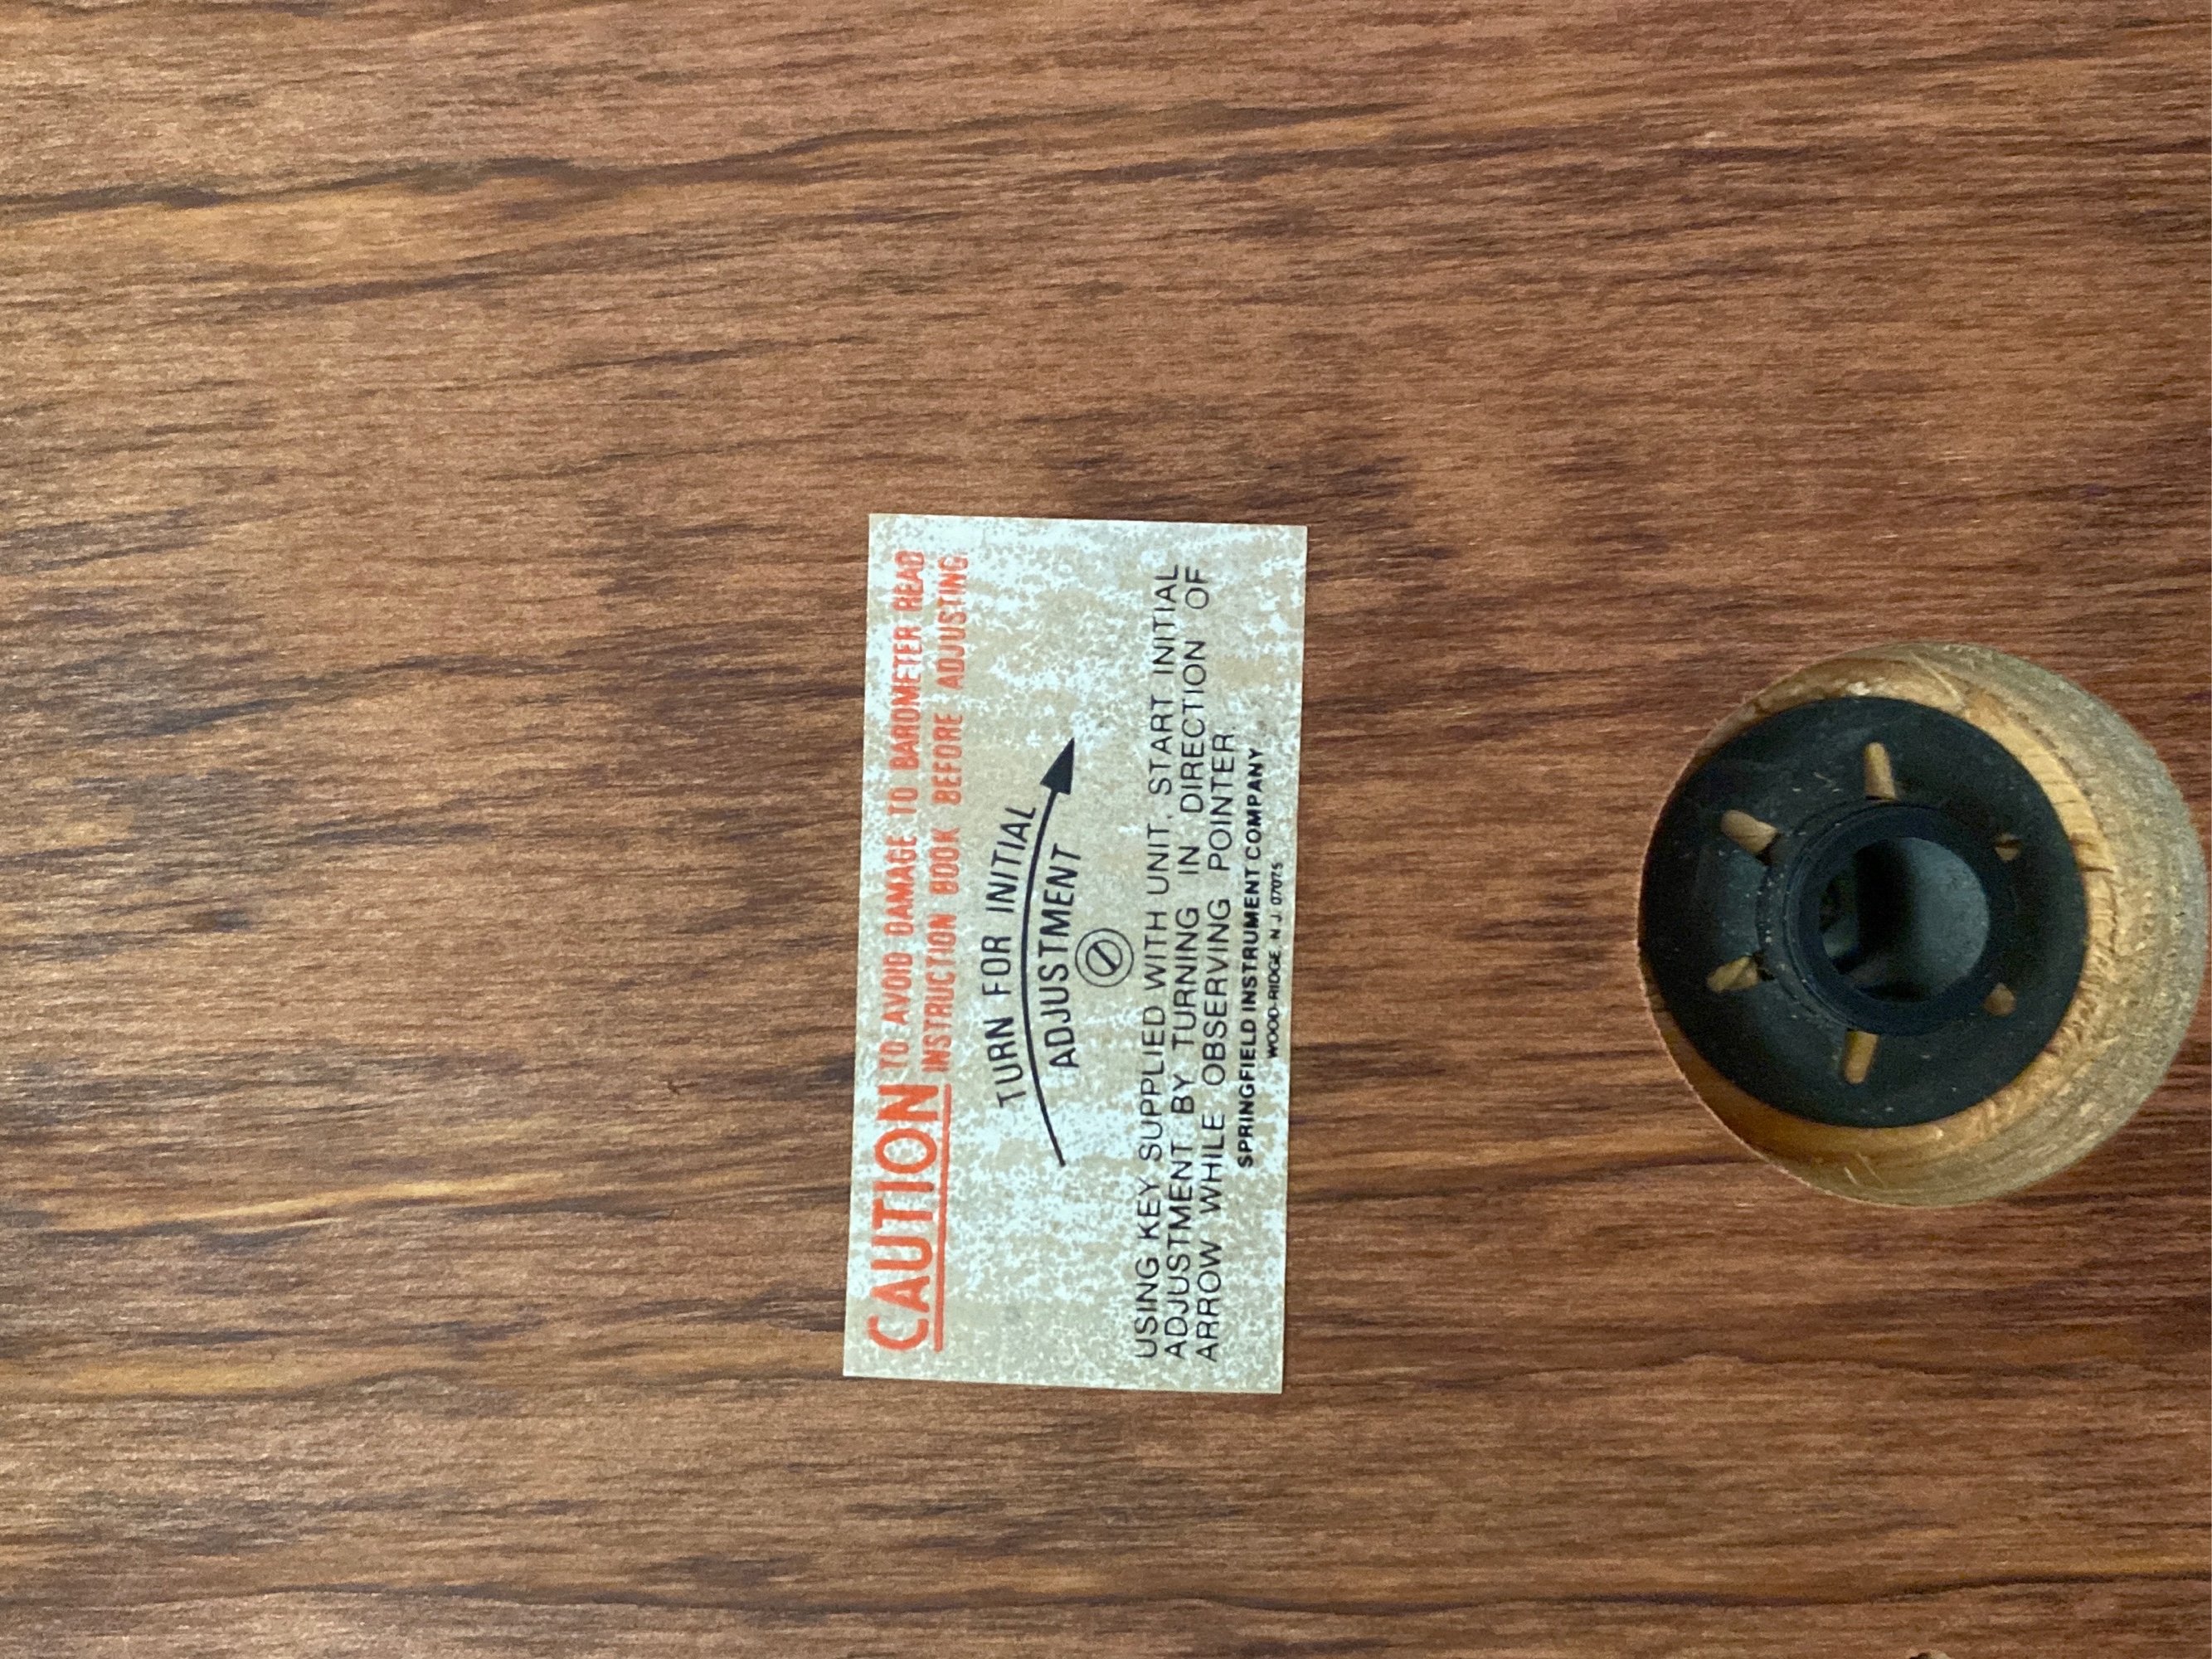 CAUTION TO AVOID DAMAGE TO BAROMETER READ
INSTRUCTION BOOK BEFORE ADJUSTING.
TURN FOR INITIAL
ADJUSTMENT
USING KEY SUPPLIED WITH UNIT, START INITIAL
ADJUSTMENT BY TURNING IN DIRECTION OF
ARROW WHILE OBSERVING POINTER.
SPRINGFIELD INSTRUMENT COMPANY
WOOD-RIDGE N. J. 07075